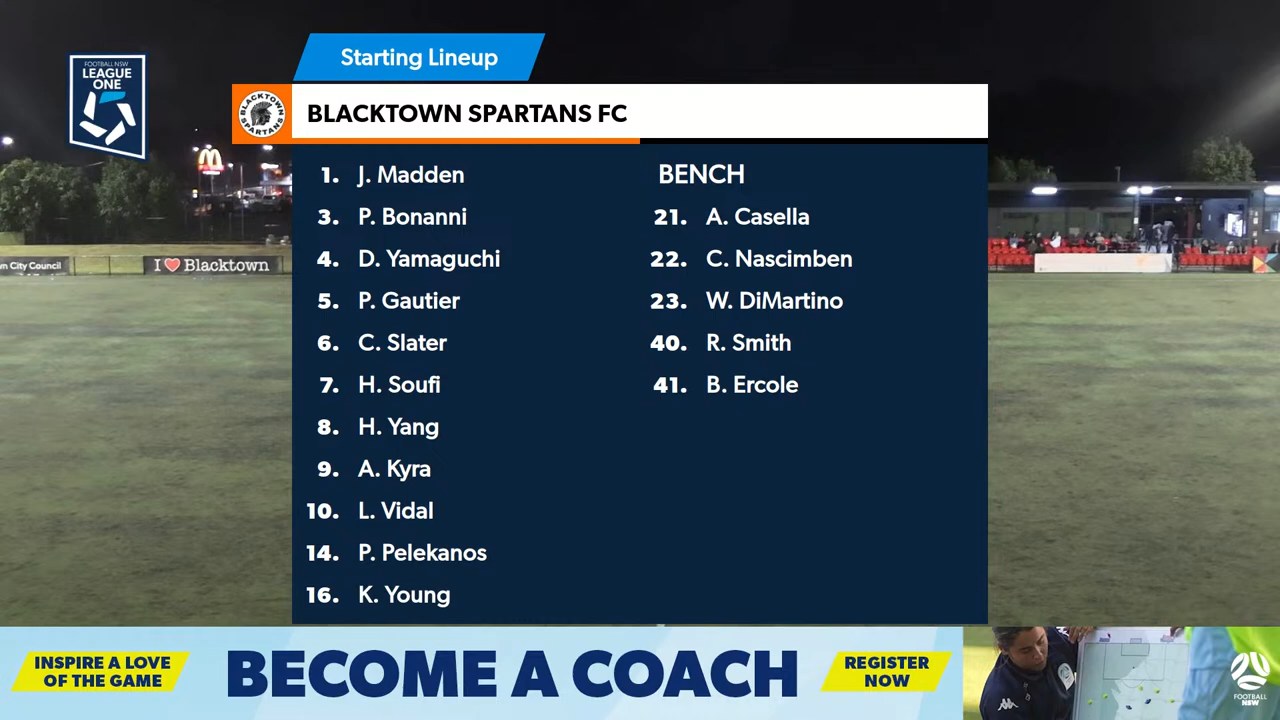 Starting Lineup
FOOTBALL NSW
LEAGUE
ONE
BLACKTOWN SPARTANS
BLACKTOWN SPARTANS FC
1. J. Madden
3. P. Bonanni
4. D. Yamaguchi
5. P. Gautier
6. C. Slater
7. H. Soufi
8. H. Yang
9. A. Kyra
10. L. Vidal
14. P. Pelekanos
16. K. Young
BENCH
21. A. Casella
22. C. Nascimben
23. W. DiMartino
40. R. Smith
41. B. Ercole
n City Council
I ❤ Blacktown
INSPIRE A LOVE
OF THE GAME
BECOME A COACH
REGISTER
NOW
FOOTBALL
NSW